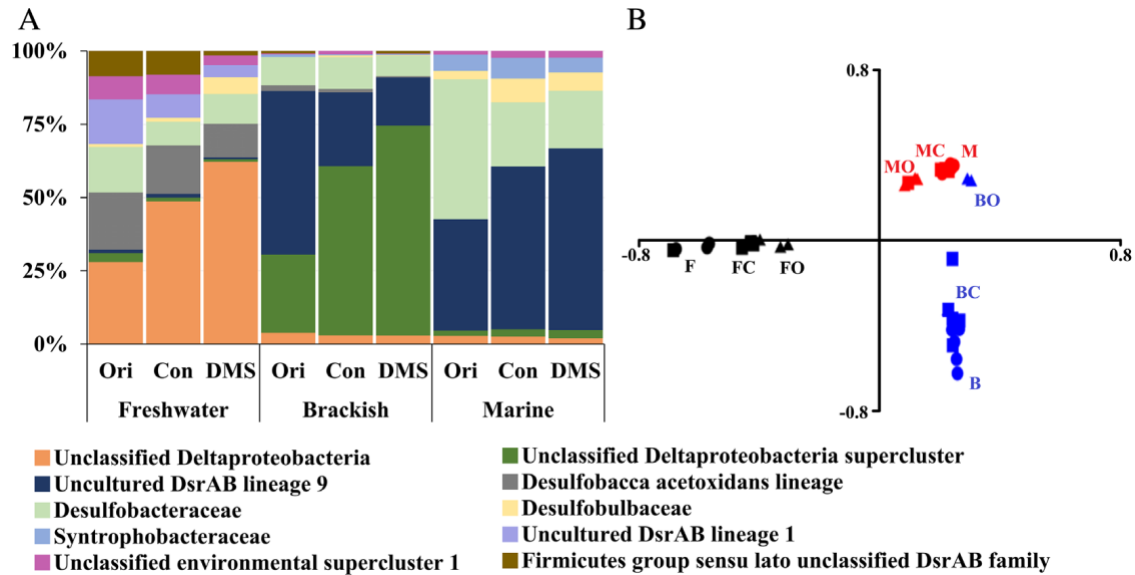 A
B
100%
75%
50%
25%
0%
Ori Con DMS Ori Con DMS Ori Con DMS
Freshwater Brackish Marine
0.8
MC M
MO
BO
-0.8 0.8
F FC FO
BC
B
-0.8
Unclassified Deltaproteobacteria
Uncultured DsrAB lineage 9
Desulfobacteraceae
Syntrophobacteraceae
Unclassified environmental supercluster 1
Unclassified Deltaproteobacteria supercluster
Desulfobacca acetoxidans lineage
Desulfobulbaceae
Uncultured DsrAB lineage 1
Firmicutes group sensu lato unclassified DsrAB family